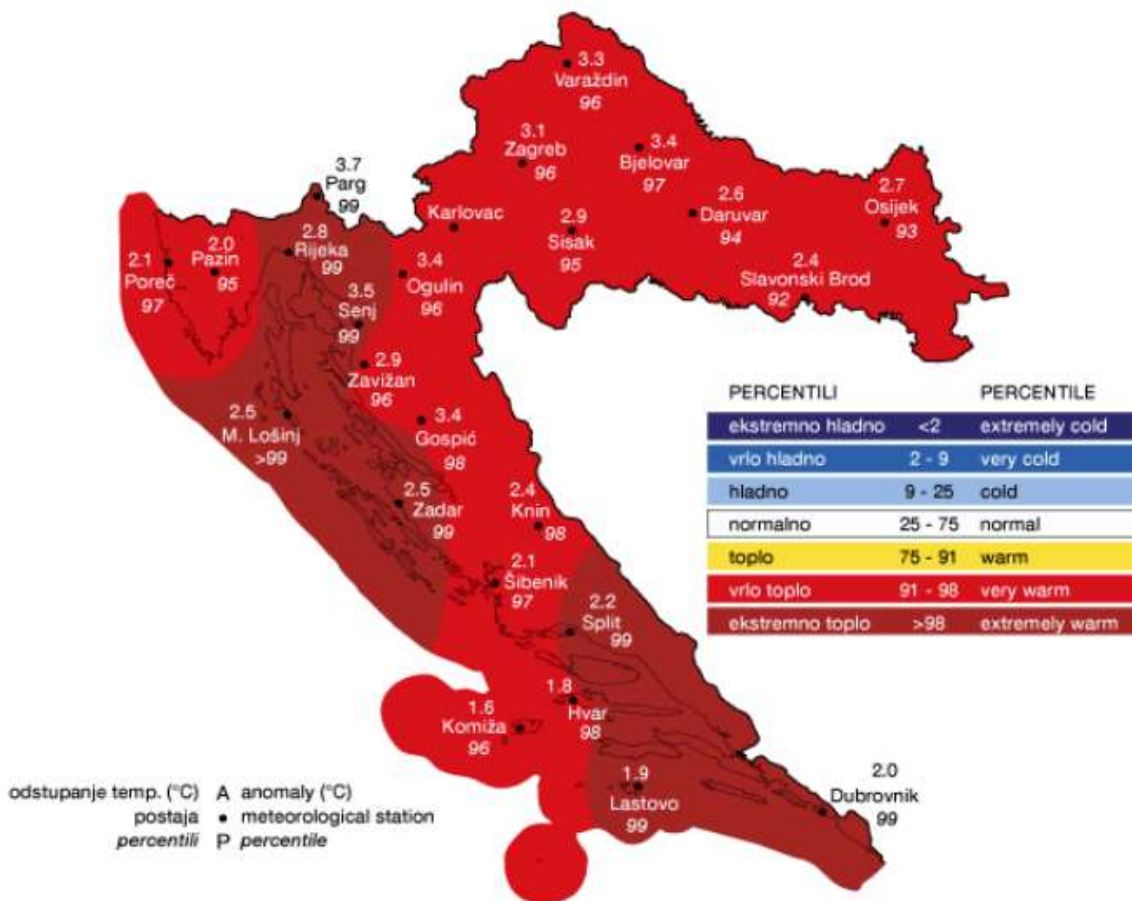 3.3
Varaždin
96
3.1
Zagreb
96
3.4
Bjelovar
97
3.7
Parg
99
2.6
Daruvar
94
2.7
Osijek
93
Karlovac
2.9
Sisak
95
2.8
Rijeka
99
2.0
Pazin
95
2.1
Poreč
97
3.4
Ogulin
96
2.4
Slavonski Brod
92
3.5
Senj
99
2.9
Zavižan
96
2.5
M. Lošinj
>99
3.4
Gospić
98
2.5
Zadar
99
2.4
Knin
98
2.1
Šibenik
97
2.2
Split
99
1.8
Hvar
98
1.6
Komiža
96
1.9
Lastovo
99
2.0
Dubrovnik
99
PERCENTILI PERCENTILE
ekstremno hladno <2 extremely cold
vrlo hladno 2 - 9 very cold
hladno 9 - 25 cold
normalno 25 - 75 normal
toplo 75 - 91 warm
vrlo toplo 91 - 98 very warm
ekstremno toplo >98 extremely warm
odstupanje temp. (°C) A anomaly (°C)
postaja • meteorological station
percentili P percentile